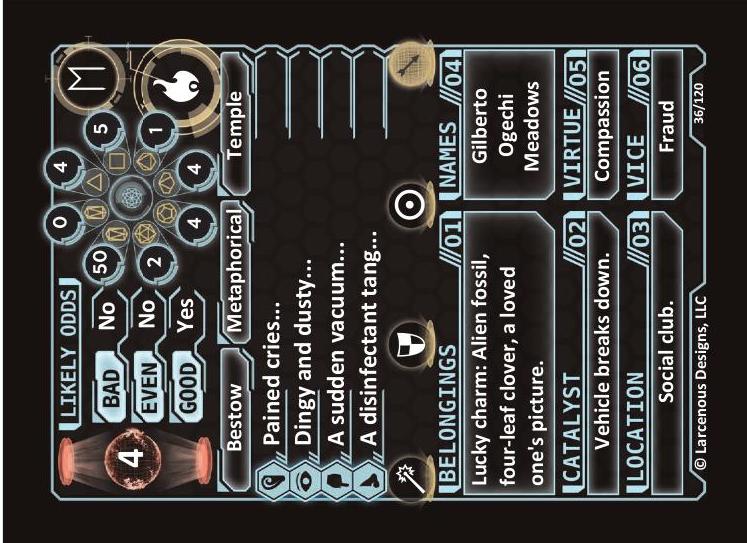 4
LIKELY ODDS
BAD No
EVEN No
GOOD Yes
0
4
5
1
4
4
2
50
Bestow Metaphorical Temple
Pained cries...
Dingy and dusty...
A sudden vacuum...
A disinfectant tang...
BELONGINGS ///01
Lucky charm: Alien fossil,
four-leaf clover, a loved
one's picture.
NAMES ///04
Gilberto
Ogechi
Meadows
CATALYST ///02
Vehicle breaks down.
VIRTUE ///05
Compassion
LOCATION ///03
Social club.
VICE ///06
Fraud
© Larcenous Designs, LLC
36/120